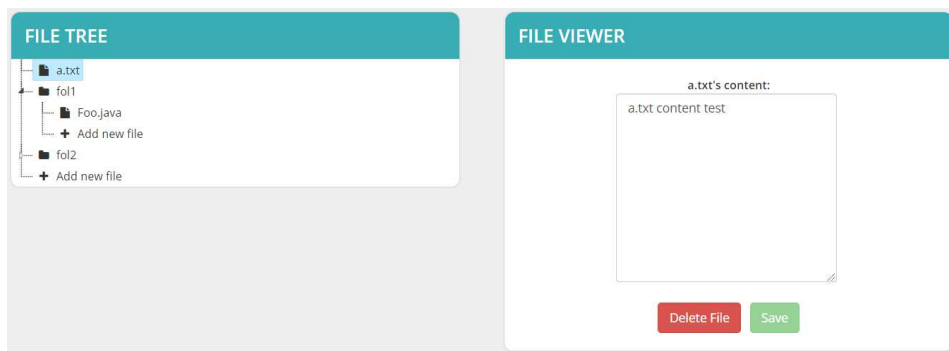 FILE TREE
a.txt
fol1
Foo.java
Add new file
fol2
Add new file
FILE VIEWER
a.txt's content:
a.txt content test
Delete File
Save